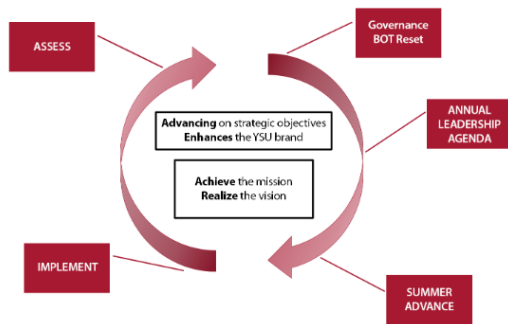 ASSESS
Governance
BOT Reset
Advancing on strategic objectives
Enhances the YSU brand
ANNUAL
LEADERSHIP
AGENDA
Achieve the mission
Realize the vision
IMPLEMENT
SUMMER
ADVANCE